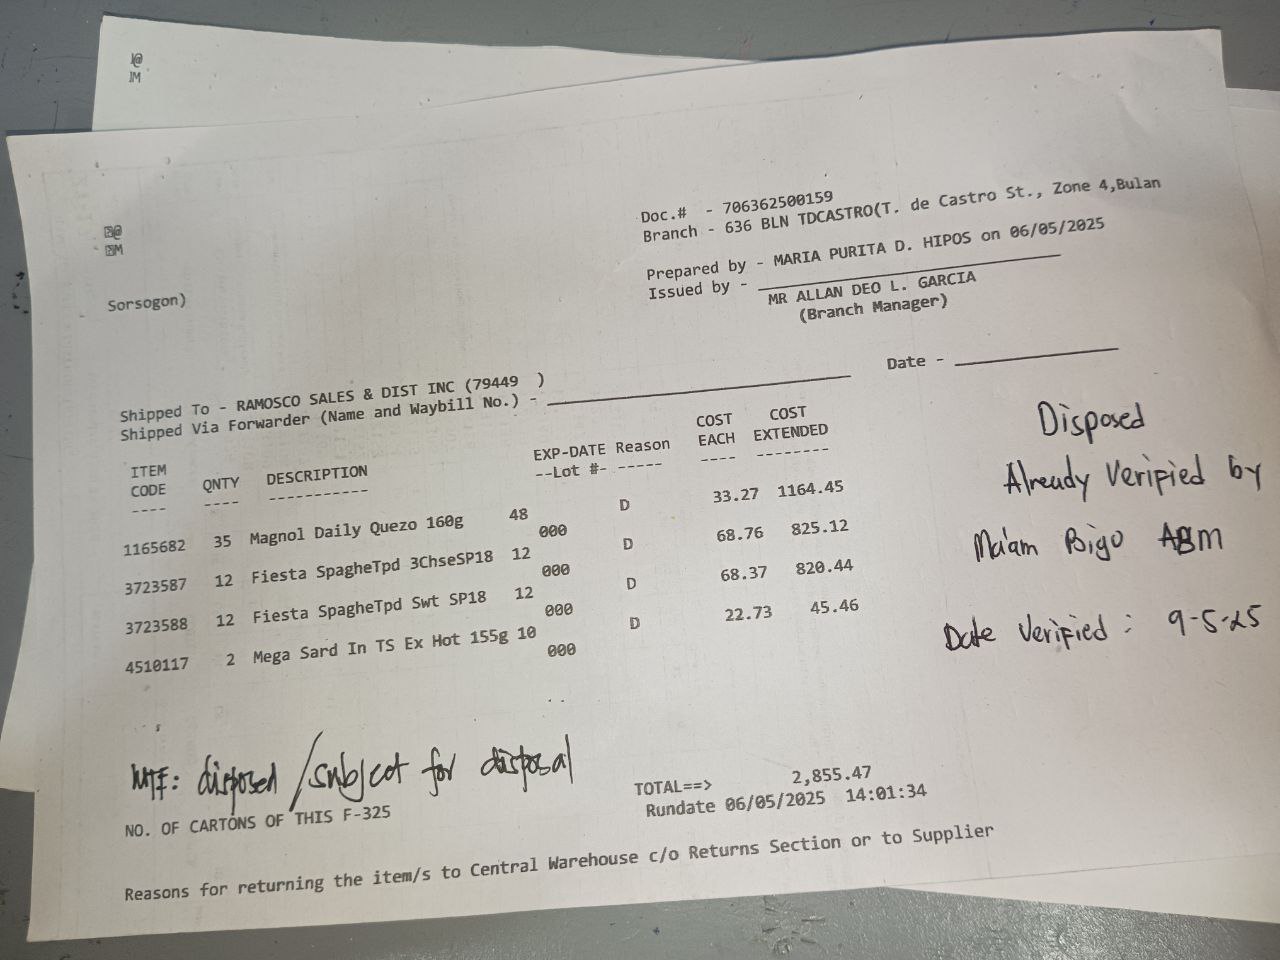 J@
JM
@
M
Doc.# - 706362500159
Branch - 636 BLN TDCASTRO(T. de Castro St., Zone 4,Bulan
Sorsogon)
Prepared by - MARIA PURITA D. HIPOS on 06/05/2025
Issued by - ____________________
MR ALLAN DEO L. GARCIA
(Branch Manager)
Shipped To - RAMOSCO SALES & DIST INC (79449 )
Shipped Via Forwarder (Name and Waybill No.) - ____________________ Date - ____________________
ITEM CODE QNTY DESCRIPTION EXP-DATE Reason COST EACH COST EXTENDED
---- ---- ----------- --Lot #- ----- ---- --------
1165682 35 Magnol Daily Quezo 160g 48 000 D 33.27 1164.45
3723587 12 Fiesta SpagheTpd 3ChseSP18 12 000 D 68.76 825.12
3723588 12 Fiesta SpagheTpd Swt SP18 12 000 D 68.37 820.44
4510117 2 Mega Sard In TS Ex Hot 155g 10 000 D 22.73 45.46
Disposed
Already Verified by
Ma'am Bigo ABM
Date Verified : 9-5-25
disposed /subject for disposal
TOTAL==> 2,855.47
NO. OF CARTONS OF THIS F-325 Rundate 06/05/2025 14:01:34
Reasons for returning the item/s to Central Warehouse c/o Returns Section or to Supplier